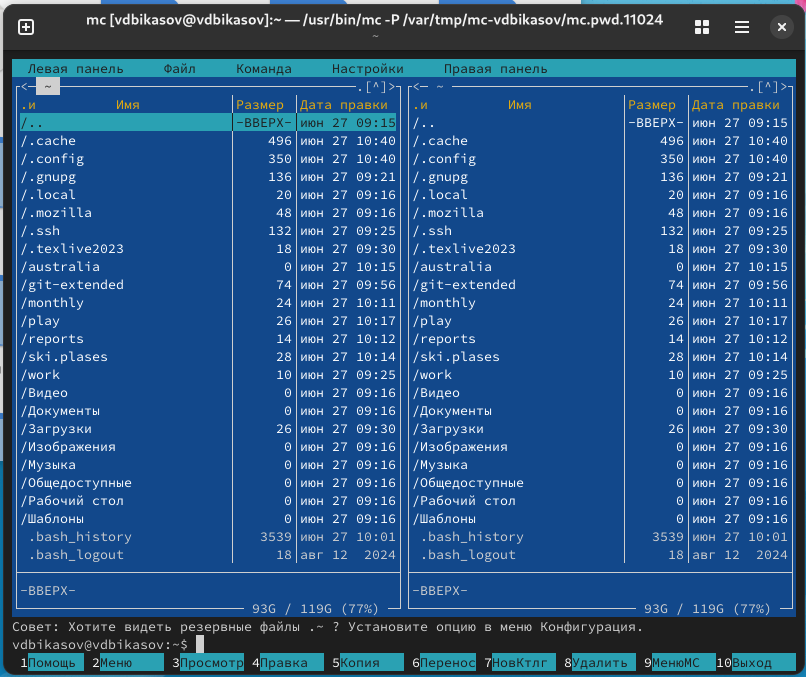 mc [vdbikasov@vdbikasov]:~ — /usr/bin/mc -P /var/tmp/mc-vdbikasov/mc.pwd.11024
~
Левая панель Файл Команда Настройки Правая панель
<- ~ .[^]> <- ~ .[^]>
.и Имя Размер Дата правки .и Имя Размер Дата правки
/.. -ВВЕРХ- июн 27 09:15 /.. -ВВЕРХ- июн 27 09:15
/.cache 496 июн 27 10:40 /.cache 496 июн 27 10:40
/.config 350 июн 27 10:40 /.config 350 июн 27 10:40
/.gnupg 136 июн 27 09:21 /.gnupg 136 июн 27 09:21
/.local 20 июн 27 09:16 /.local 20 июн 27 09:16
/.mozilla 48 июн 27 09:16 /.mozilla 48 июн 27 09:16
/.ssh 132 июн 27 09:25 /.ssh 132 июн 27 09:25
/.texlive2023 18 июн 27 09:30 /.texlive2023 18 июн 27 09:30
/australia 0 июн 27 10:15 /australia 0 июн 27 10:15
/git-extended 74 июн 27 09:56 /git-extended 74 июн 27 09:56
/monthly 24 июн 27 10:11 /monthly 24 июн 27 10:11
/play 26 июн 27 10:17 /play 26 июн 27 10:17
/reports 14 июн 27 10:12 /reports 14 июн 27 10:12
/ski.plases 28 июн 27 10:14 /ski.plases 28 июн 27 10:14
/work 10 июн 27 09:25 /work 10 июн 27 09:25
/Видео 0 июн 27 09:16 /Видео 0 июн 27 09:16
/Документы 0 июн 27 09:16 /Документы 0 июн 27 09:16
/Загрузки 26 июн 27 09:30 /Загрузки 26 июн 27 09:30
/Изображения 0 июн 27 09:16 /Изображения 0 июн 27 09:16
/Музыка 0 июн 27 09:16 /Музыка 0 июн 27 09:16
/Общедоступные 0 июн 27 09:16 /Общедоступные 0 июн 27 09:16
/Рабочий стол 0 июн 27 09:16 /Рабочий стол 0 июн 27 09:16
/Шаблоны 0 июн 27 09:16 /Шаблоны 0 июн 27 09:16
.bash_history 3539 июн 27 10:01 .bash_history 3539 июн 27 10:01
.bash_logout 18 авг 12 2024 .bash_logout 18 авг 12 2024
-ВВЕРХ- -ВВЕРХ-
93G / 119G (77%) 93G / 119G (77%)
Совет: Хотите видеть резервные файлы .~ ? Установите опцию в меню Конфигурация.
vdbikasov@vdbikasov:~$
1Помощь 2Меню 3Просмотр 4Правка 5Копия 6Перенос 7НовКтлг 8Удалить 9МенюMC 10Выход